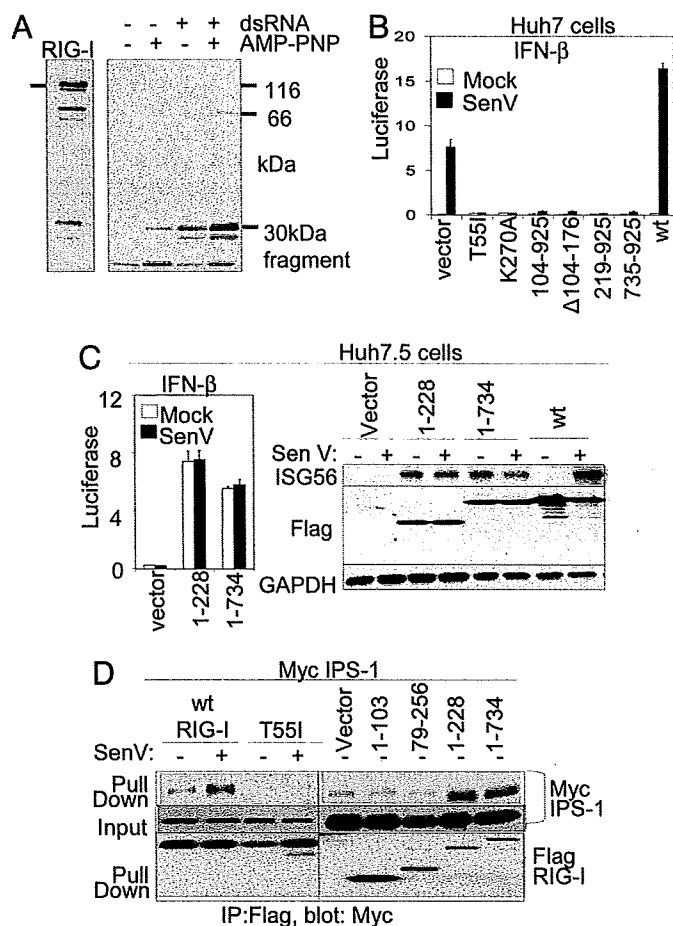 A
RIG-I
- - + + dsRNA
- + - + AMP-PNP
116
66
kDa
30kDa
fragment
B
Huh7 cells
IFN-β
Mock
SenV
Luciferase
20
15
10
5
0
vector
T55I
K270A
104-925
Δ104-176
219-925
735-925
wt
C
Huh7.5 cells
IFN-β
Mock
SenV
Luciferase
12
8
4
0
vector
1-228
1-734
Vector
1-228
1-734
wt
Sen V: - + - + - + - +
ISG56
Flag
GAPDH
D
Myc IPS-1
wt
RIG-I
T55I
SenV: - + - +
-Vector
-1-103
-79-256
-1-228
-1-734
Pull
Down
Myc
IPS-1
Input
Pull
Down
Flag
RIG-I
IP:Flag, blot: Myc